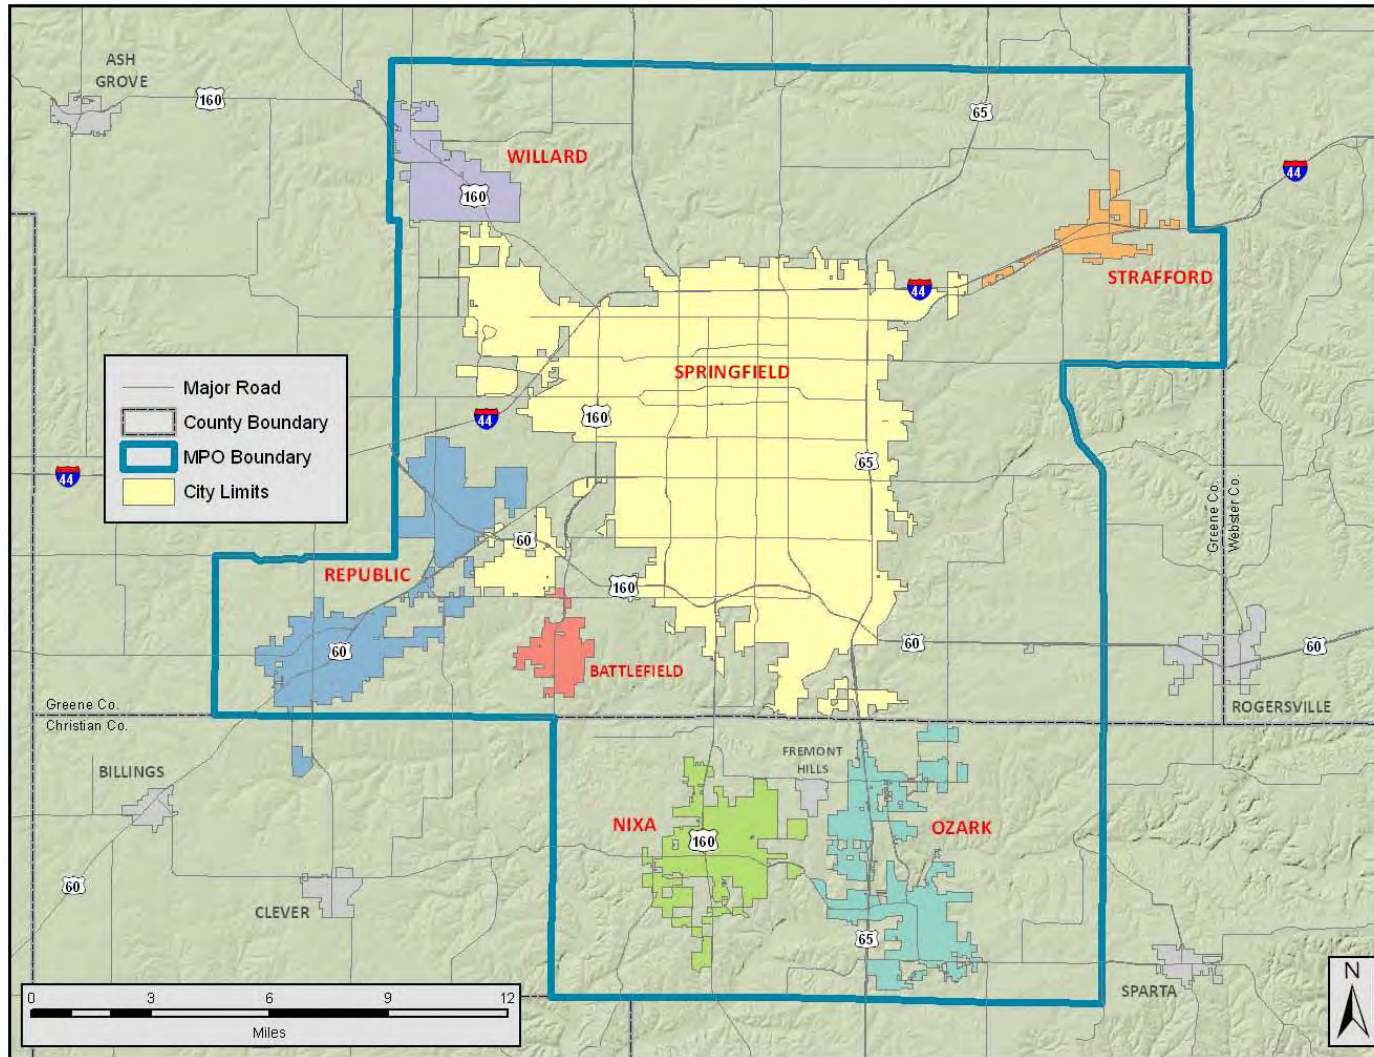 ASH
GROVE
160
65
WILLARD
44
160
STRAFFORD
44
SPRINGFIELD
Major Road
County Boundary
MPO Boundary
City Limits
44
160
65
44
Greene Co.
Webster Co.
60
REPUBLIC
160
60
BATTLEFIELD
60
60
Greene Co.
Christian Co.
ROGERSVILLE
FREMONT
HILLS
BILLINGS
NIXA
160
OZARK
60
CLEVER
65
SPARTA
N
0 3 6 9 12
Miles